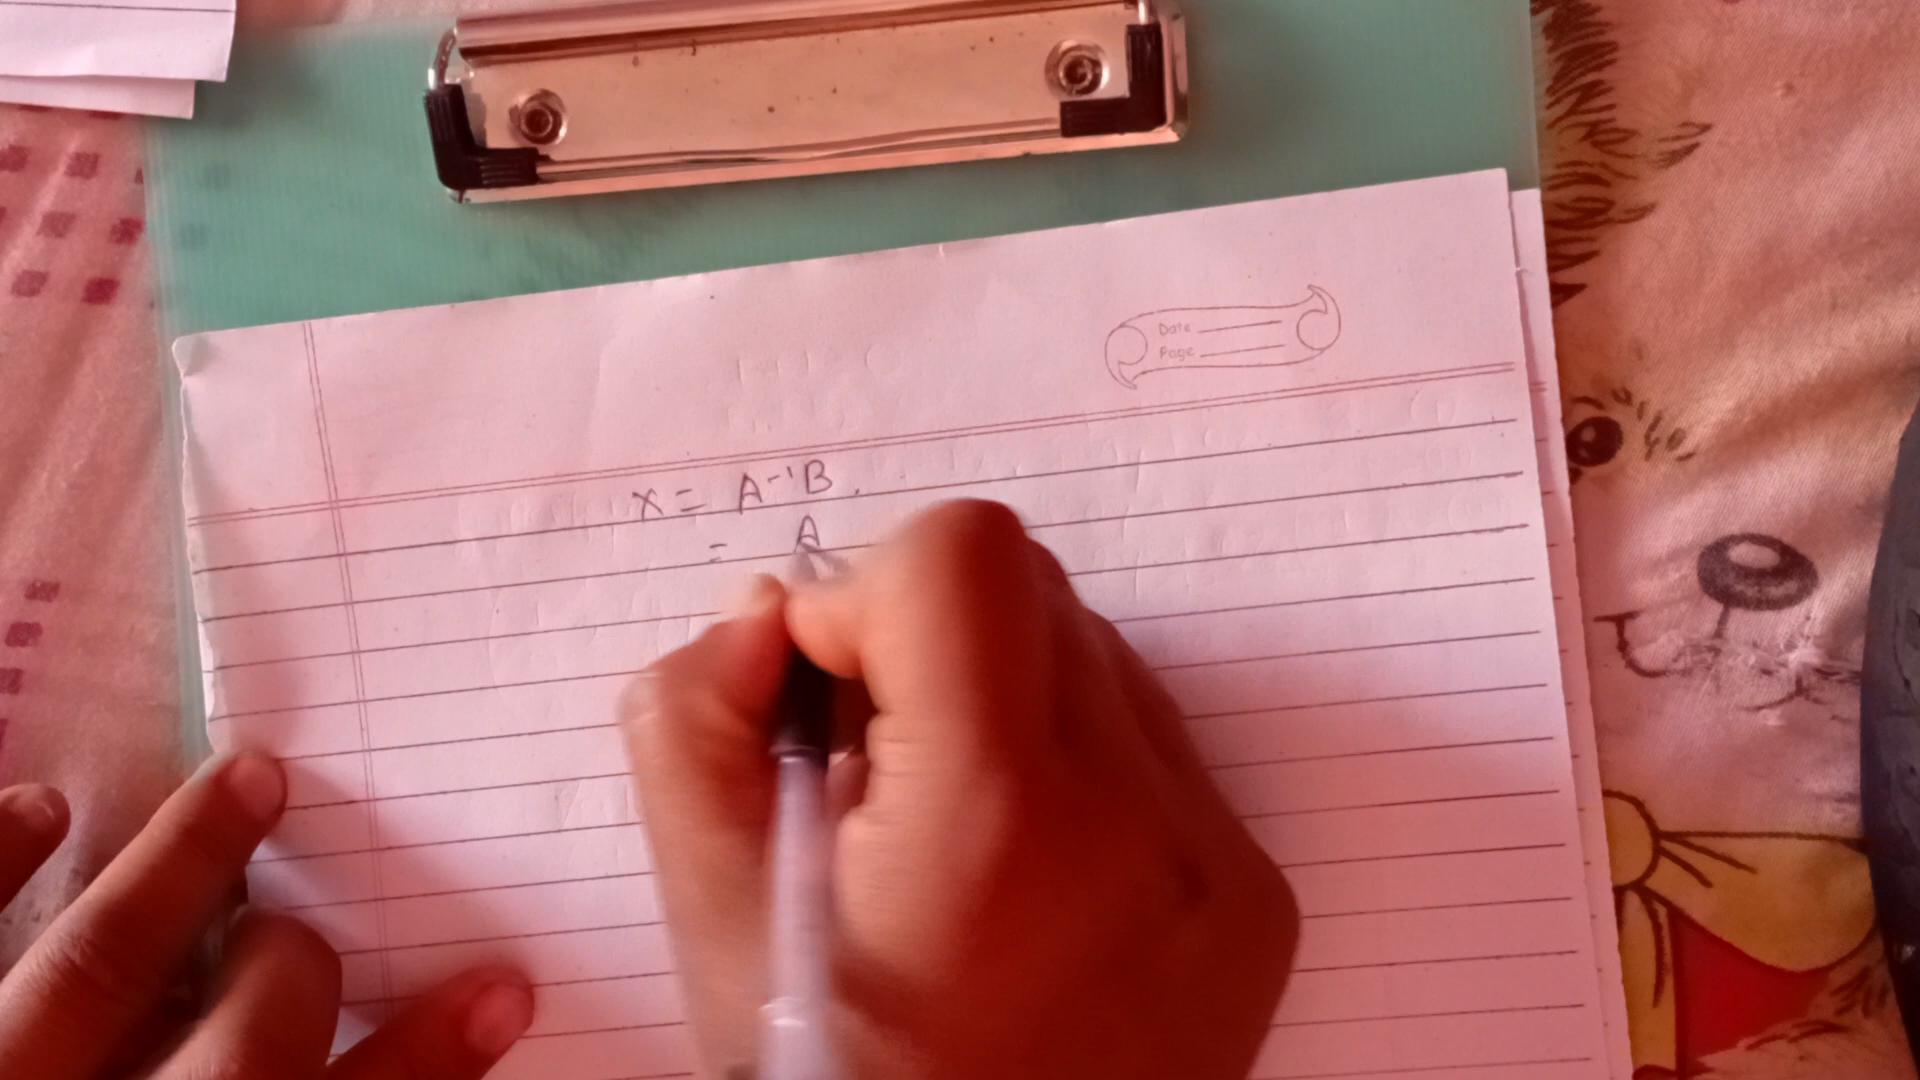 Date
Page
X = A⁻¹B.
= A